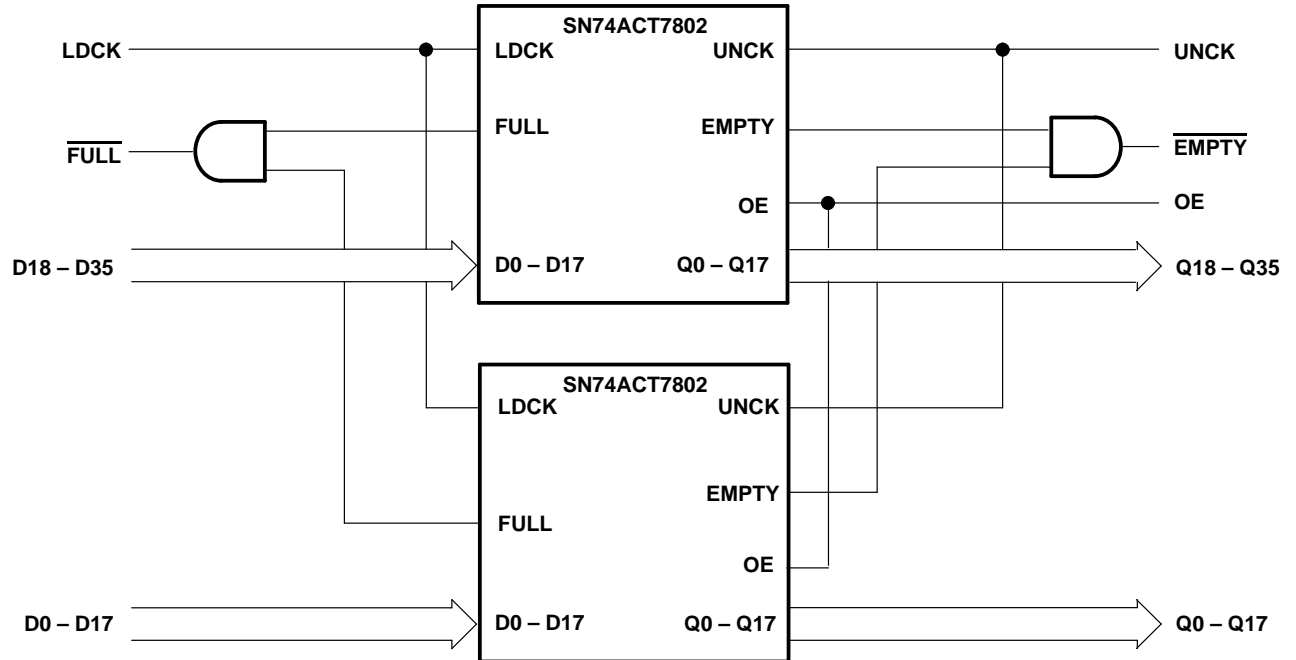 SN74ACT7802
LDCK
LDCK
UNCK
UNCK
FULL
FULL
EMPTY
EMPTY
OE
OE
D18 – D35
D0 – D17
Q0 – Q17
Q18 – Q35
SN74ACT7802
LDCK
UNCK
EMPTY
FULL
OE
D0 – D17
D0 – D17
Q0 – Q17
Q0 – Q17